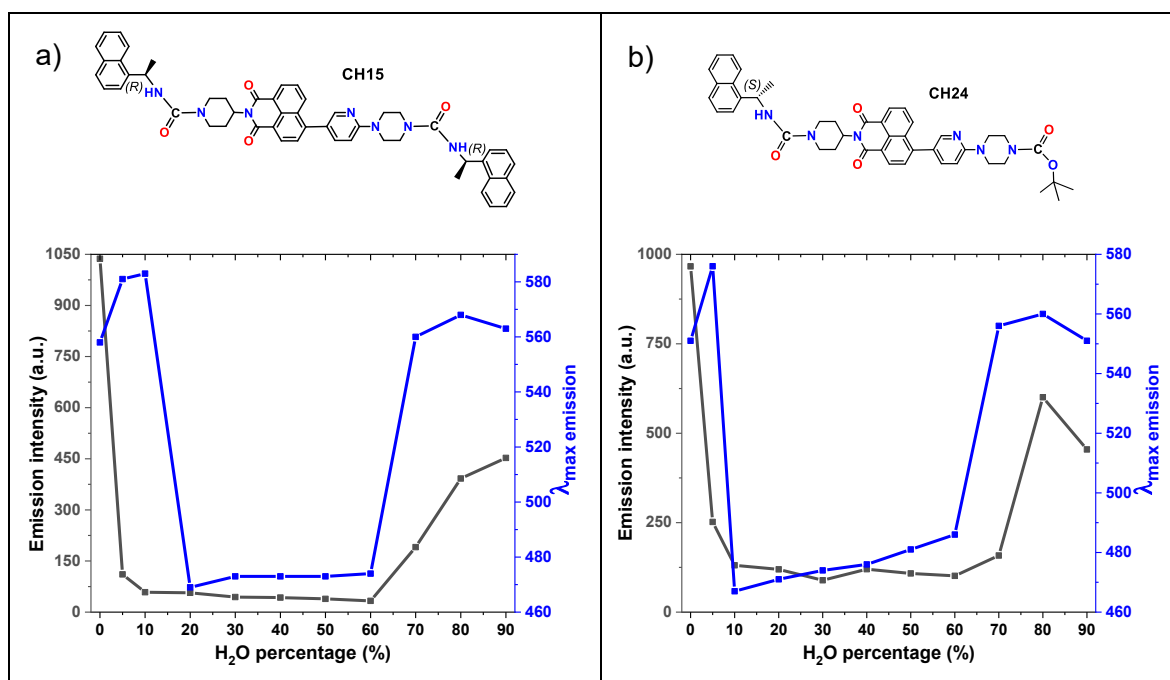 a)
CH15
(R)
NH
C
O
N
N
O
O
N
N
N
C
O
NH
(R)
1050
900
750
600
450
300
150
0
Emission intensity (a.u.)
580
560
540
520
500
480
460
λmax emission
0 10 20 30 40 50 60 70 80 90
H2O percentage (%)
b)
CH24
(S)
NH
C
O
N
N
O
O
N
N
N
C
O
O
1000
750
500
250
0
Emission intensity (a.u.)
580
560
540
520
500
480
460
λmax emission
0 10 20 30 40 50 60 70 80 90
H2O percentage (%)